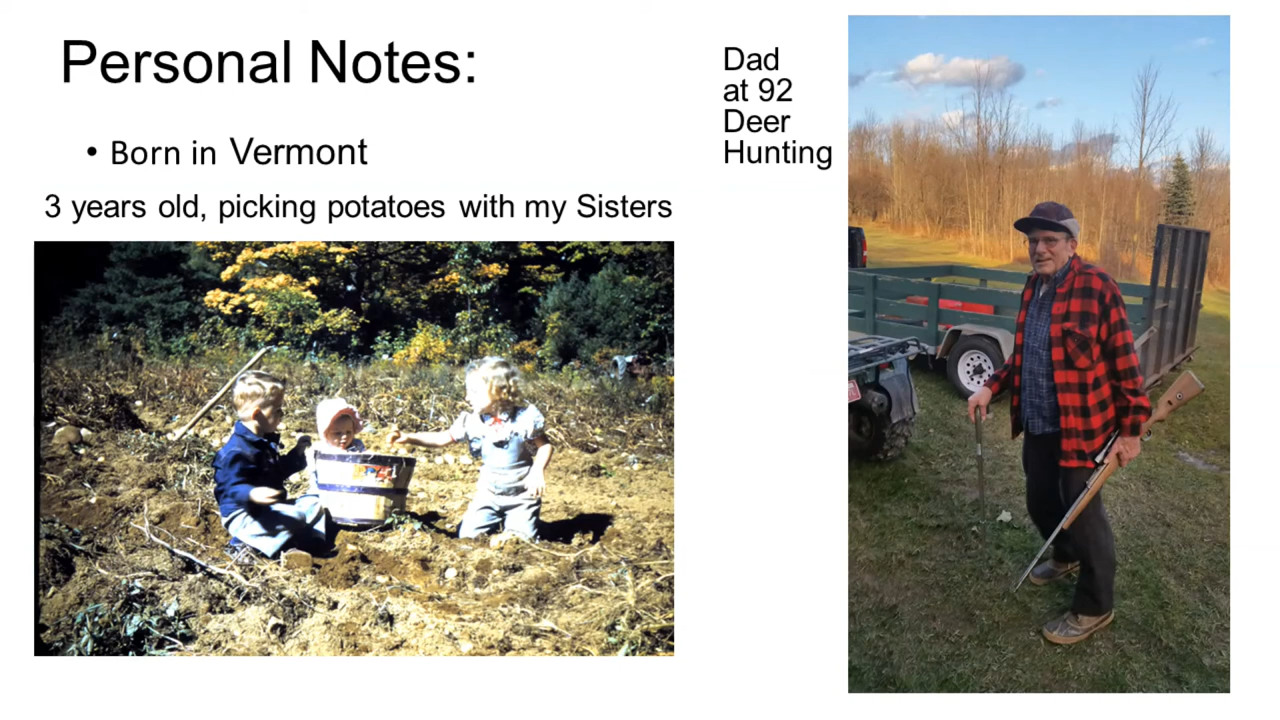 Personal Notes:
• Born in Vermont
3 years old, picking potatoes with my Sisters
Dad
at 92
Deer
Hunting